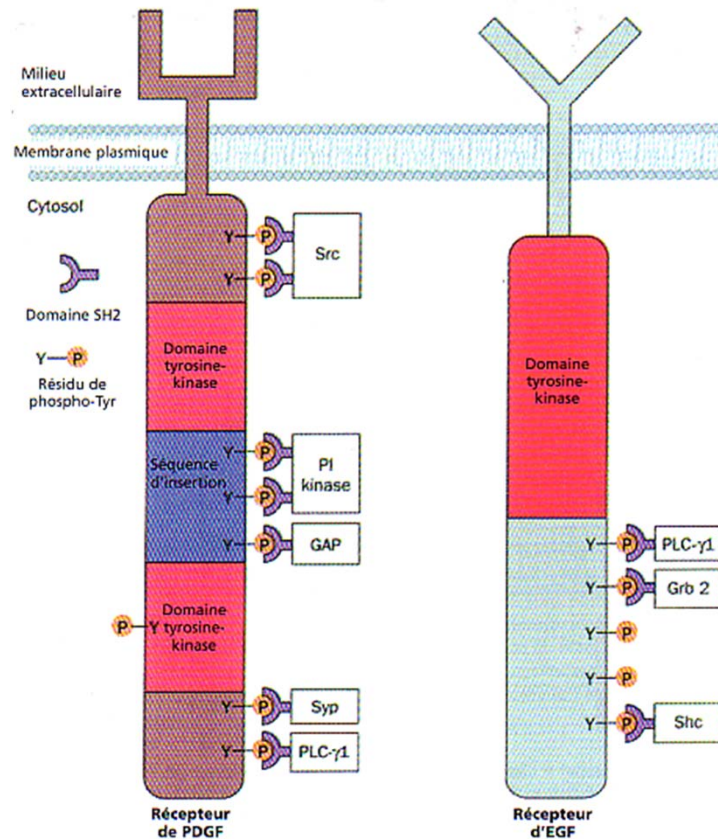 Milieu
extracellulaire
Membrane plasmique
Cytosol
Domaine SH2
Y P
Résidu de
phospho-Tyr
Y P
Y P
Src
Domaine
tyrosine-
kinase
Séquence
d'insertion
Y P
Y P
PI
kinase
Y P
GAP
P Y
Domaine
tyrosine-
kinase
Y P
Syp
Y P
PLC-γ1
Récepteur
de PDGF
Domaine
tyrosine-
kinase
Y P
PLC-γ1
Y P
Grb 2
Y P
Y P
Y P
Shc
Récepteur
d'EGF